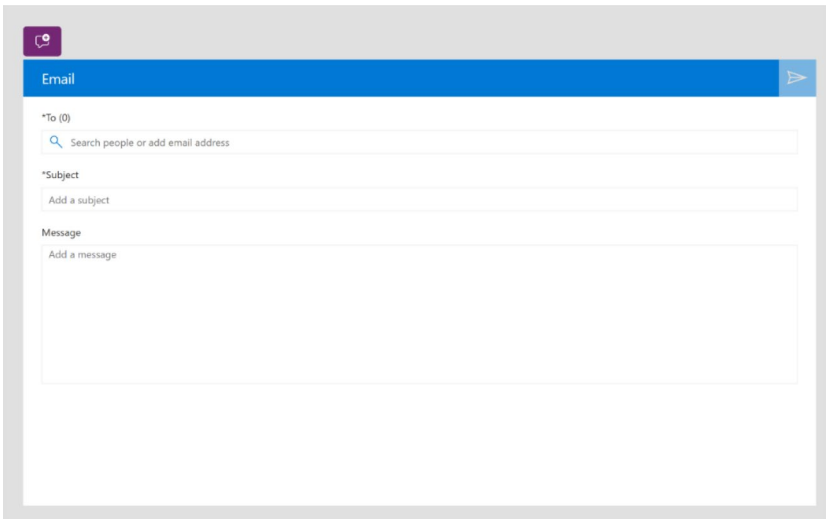 Email
*To (0)
Search people or add email address
*Subject
Add a subject
Message
Add a message